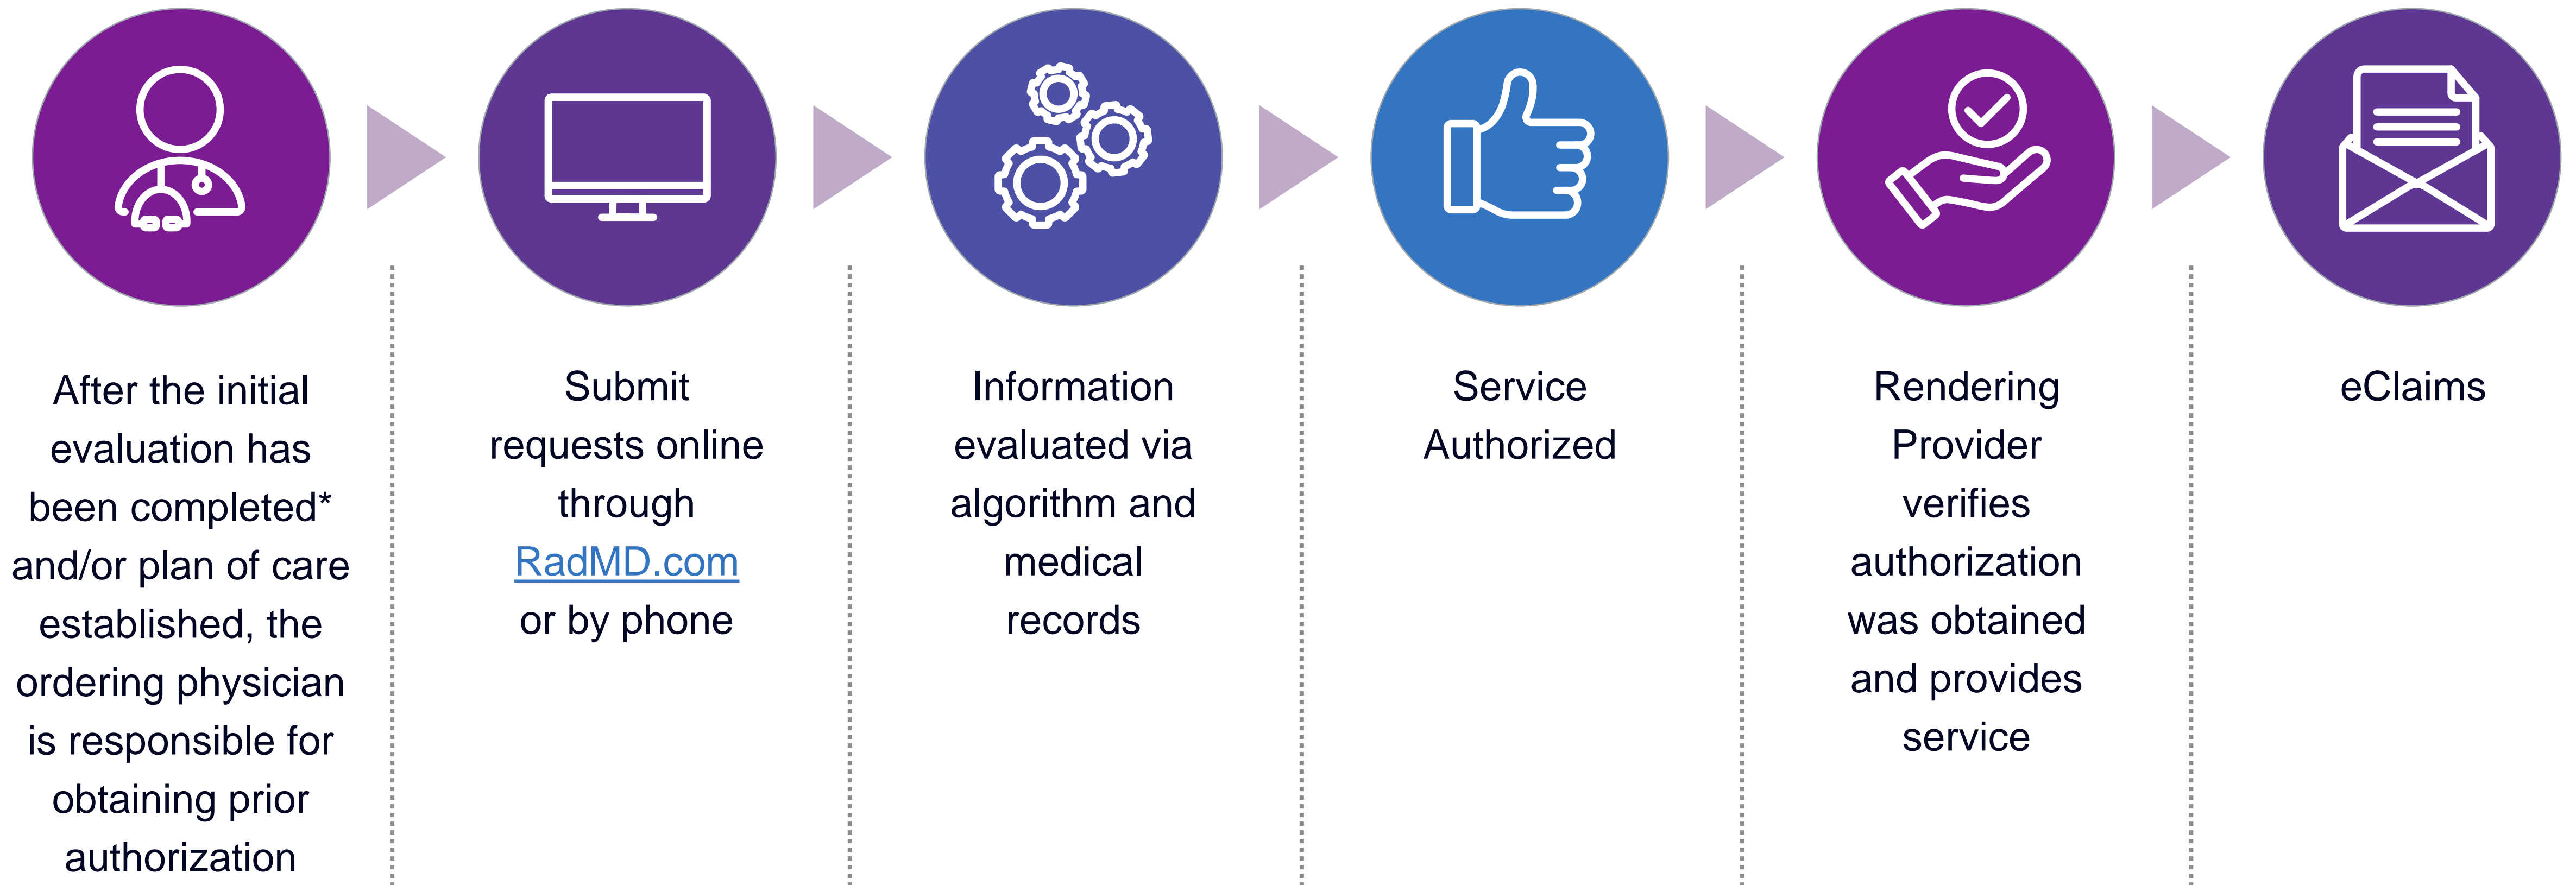 After the initial
evaluation has
been completed*
and/or plan of care
established, the
ordering physician
is responsible for
obtaining prior
authorization
Submit
requests online
through
RadMD.com
or by phone
Information
evaluated via
algorithm and
medical
records
Service
Authorized
Rendering
Provider
verifies
authorization
was obtained
and provides
service
eClaims